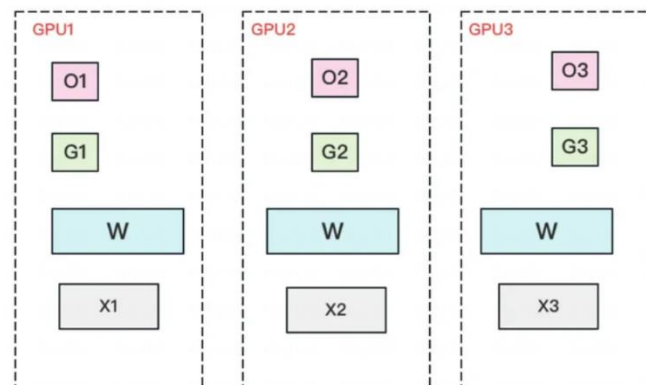 GPU1 GPU2 GPU3
O1 O2 O3
G1 G2 G3
W W W
X1 X2 X3